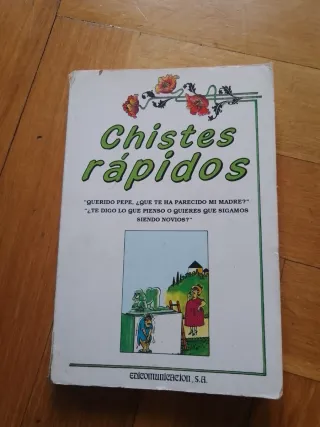 Chistes
rápidos
"QUERIDO PEPE, ¿QUE TE HA PARECIDO MI MADRE?"
"¿TE DIGO LO QUE PIENSO O QUIERES QUE SIGAMOS
SIENDO NOVIOS?"
EDICOMUNICACION, S.A.